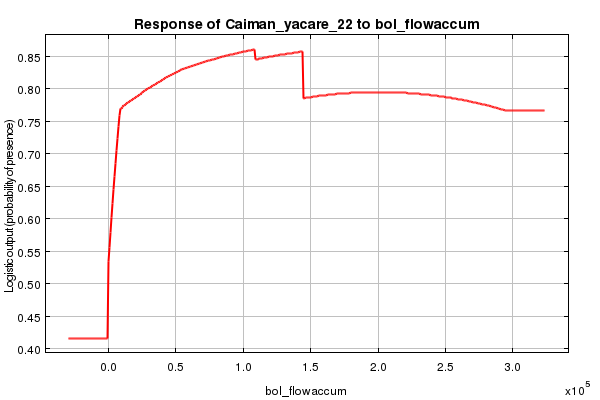 Response of Caiman_yacare_22 to bol_flowaccum
Logistic output (probability of presence)
0.85
0.80
0.75
0.70
0.65
0.60
0.55
0.50
0.45
0.40
0.0 0.5 1.0 1.5 2.0 2.5 3.0
bol_flowaccum
x10^5